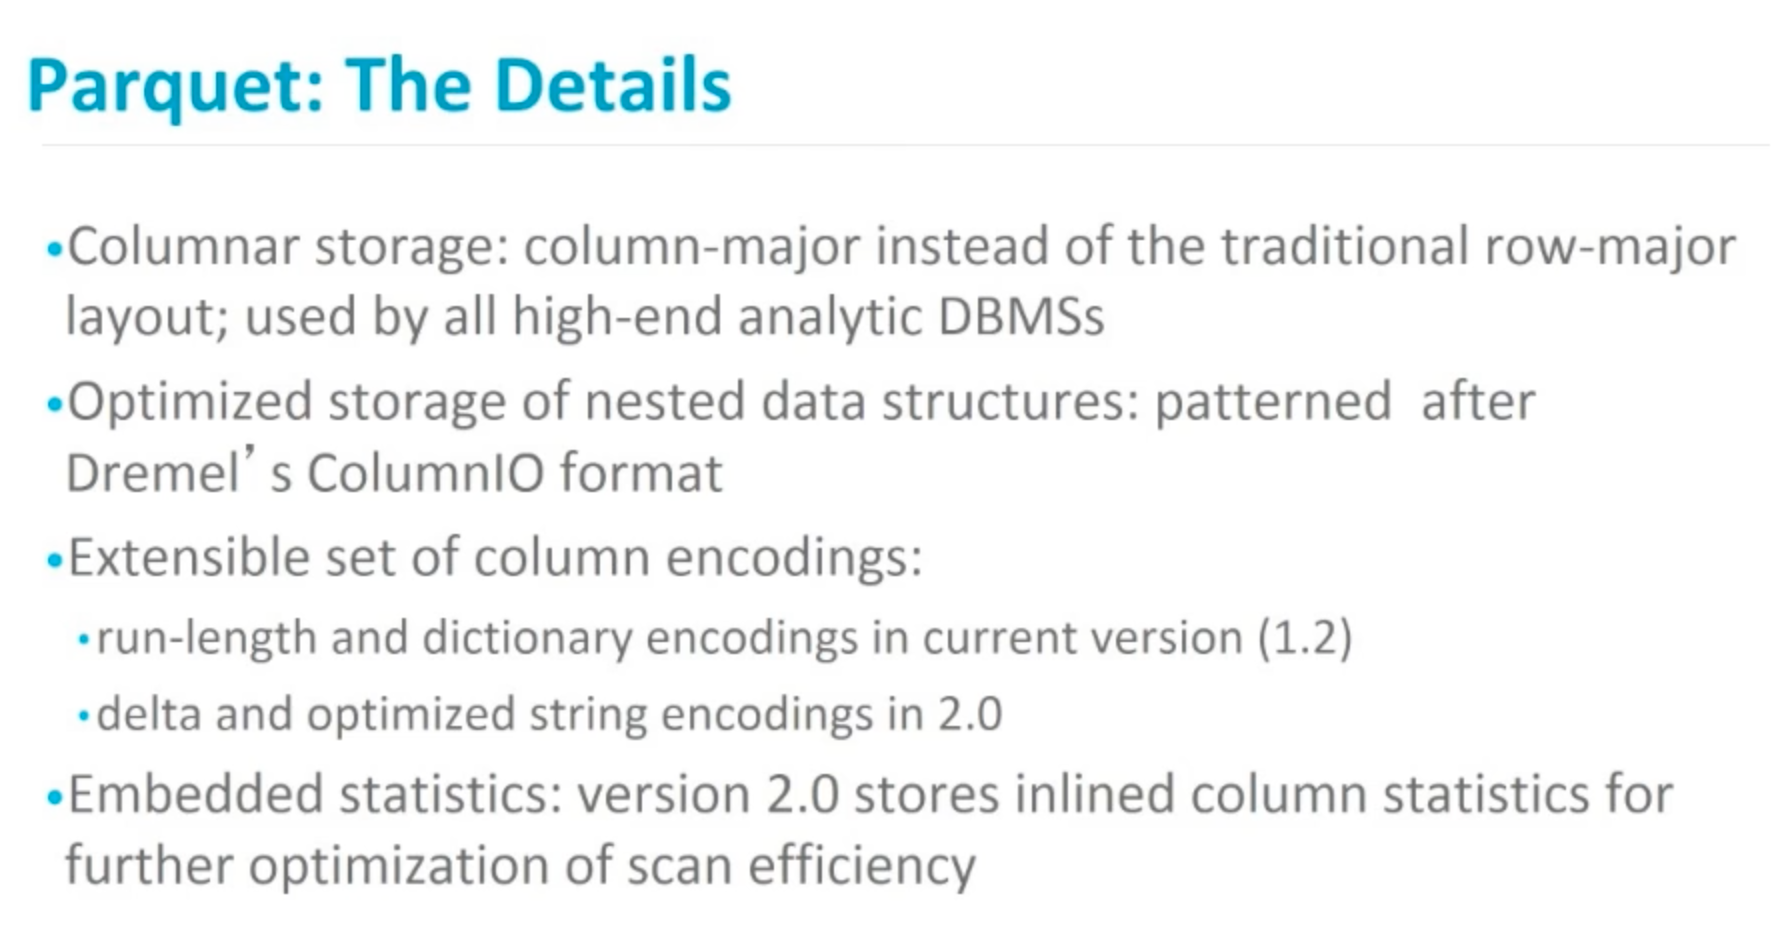 Parquet: The Details
•Columnar storage: column-major instead of the traditional row-major
layout; used by all high-end analytic DBMSs
•Optimized storage of nested data structures: patterned  after
Dremel’s ColumnIO format
•Extensible set of column encodings:
•run-length and dictionary encodings in current version (1.2)
•delta and optimized string encodings in 2.0
•Embedded statistics: version 2.0 stores inlined column statistics for
further optimization of scan efficiency